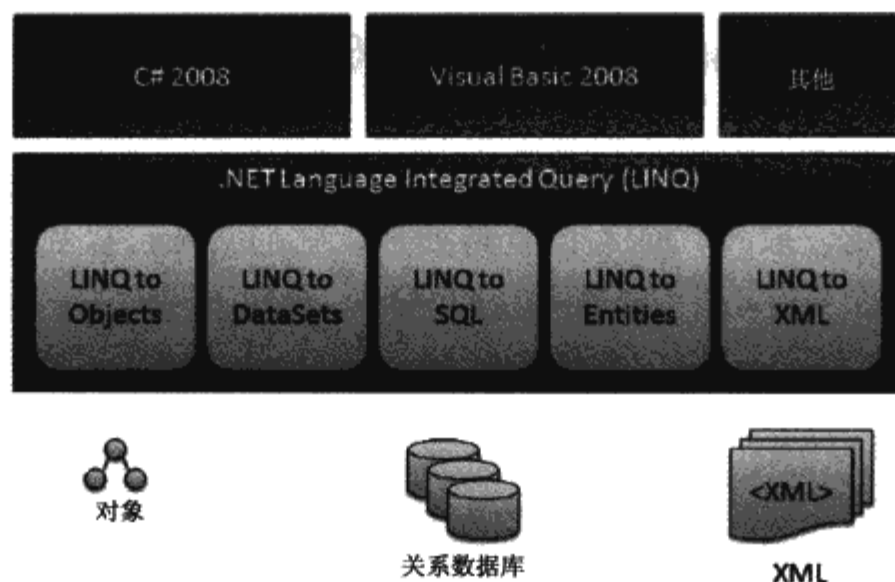 C# 2008
Visual Basic 2008
其他
.NET Language Integrated Query (LINQ)
LINQ to
Objects
LINQ to
DataSets
LINQ to
SQL
LINQ to
Entities
LINQ to
XML
对象
关系数据库
<XML>
XML